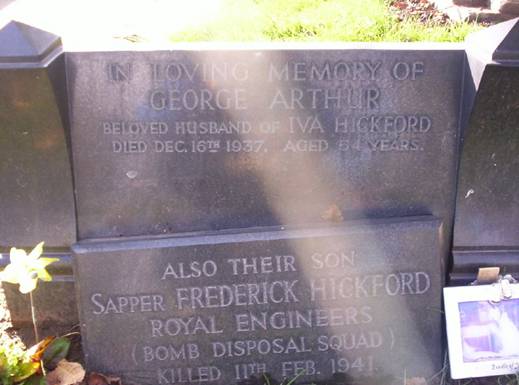 IN LOVING MEMORY OF
GEORGE ARTHUR
BELOVED HUSBAND OF IVA HICKFORD
DIED DEC. 16TH 1937. AGED 54 YEARS.
ALSO THEIR SON
SAPPER FREDERICK HICKFORD
ROYAL ENGINEERS
(BOMB DISPOSAL SQUAD)
KILLED 11TH FEB. 1941.